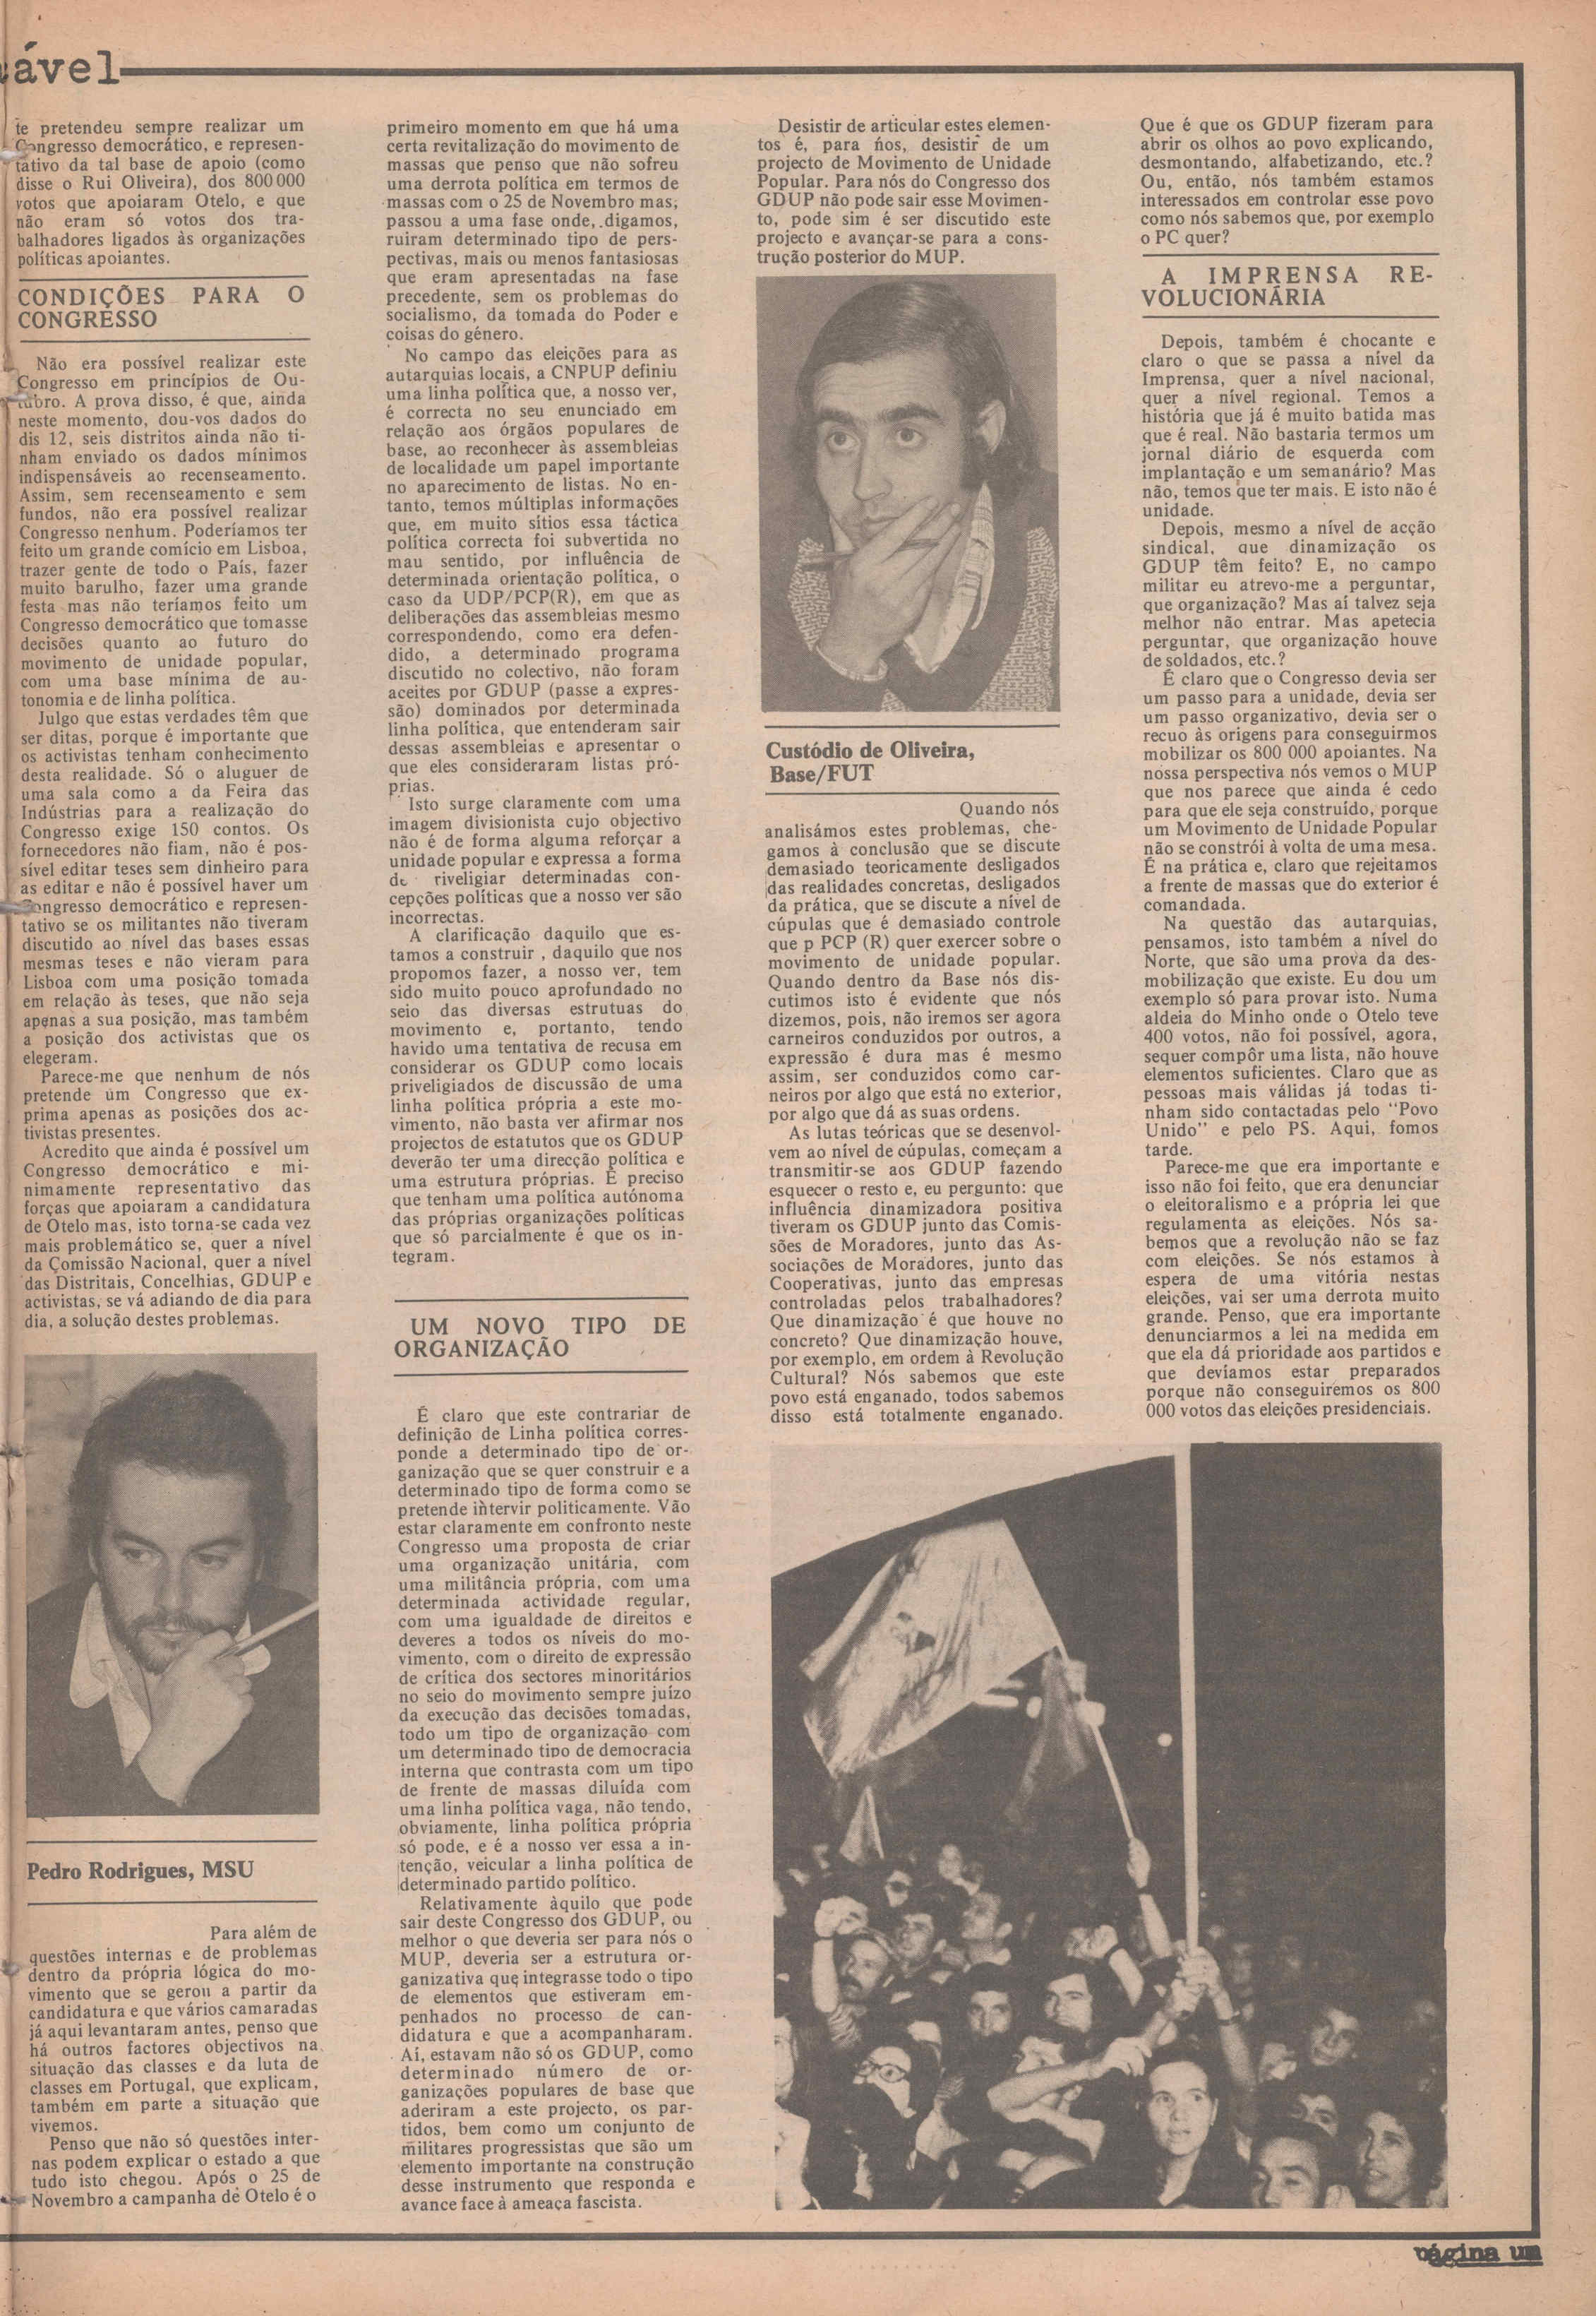 ável
te pretendeu sempre realizar um
Congresso democrático, e represen-
tativo da tal base de apoio (como
disse o Rui Oliveira), dos 800 000
votos que apoiaram Otelo, e que
não eram só votos dos tra-
balhadores ligados às organizações
políticas apoiantes.
CONDIÇÕES PARA O
CONGRESSO
Não era possível realizar este
Congresso em princípios de Ou-
tubro. A prova disso, é que, ainda
neste momento, dou-vos dados do
dis 12, seis distritos ainda não ti-
nham enviado os dados mínimos
indispensáveis ao recenseamento.
Assim, sem recenseamento e sem
fundos, não era possível realizar
Congresso nenhum. Poderíamos ter
feito um grande comício em Lisboa,
trazer gente de todo o País, fazer
muito barulho, fazer uma grande
festa mas não teríamos feito um
Congresso democrático que tomasse
decisões quanto ao futuro do
movimento de unidade popular,
com uma base mínima de au-
tonomia e de linha política.
Julgo que estas verdades têm que
ser ditas, porque é importante que
os activistas tenham conhecimento
desta realidade. Só o aluguer de
uma sala como a da Feira das
Indústrias para a realização do
Congresso exige 150 contos. Os
fornecedores não fiam, não é pos-
sível editar teses sem dinheiro para
as editar e não é possível haver um
Congresso democrático e represen-
tativo se os militantes não tiveram
discutido ao nível das bases essas
mesmas teses e não vieram para
Lisboa com uma posição tomada
em relação às teses, que não seja
apenas a sua posição, mas também
a posição dos activistas que os
elegeram.
Parece-me que nenhum de nós
pretende um Congresso que ex-
prima apenas as posições dos ac-
tivistas presentes.
Acredito que ainda é possível um
Congresso democrático e mi-
nimamente representativo das
forças que apoiaram a candidatura
de Otelo mas, isto torna-se cada vez
mais problemático se, quer a nível
da Comissão Nacional, quer a nível
das Distritais, Concelhias, GDUP e
activistas, se vá adiando de dia para
dia, a solução destes problemas.
Pedro Rodrigues, MSU
Para além de
questões internas e de problemas
dentro da própria lógica do mo-
vimento que se gerou a partir da
candidatura e que vários camaradas
já aqui levantaram antes, penso que
há outros factores objectivos na
situação das classes e da luta de
classes em Portugal, que explicam,
também em parte a situação que
vivemos.
Penso que não só questões inter-
nas podem explicar o estado a que
tudo isto chegou. Após o 25 de
Novembro a campanha de Otelo é o
primeiro momento em que há uma
certa revitalização do movimento de
massas que penso que não sofreu
uma derrota política em termos de
massas com o 25 de Novembro mas,
passou a uma fase onde, digamos,
ruiram determinado tipo de pers-
pectivas, mais ou menos fantasiosas
que eram apresentadas na fase
precedente, sem os problemas do
socialismo, da tomada do Poder e
coisas do género.
No campo das eleições para as
autarquias locais, a CNPUP definiu
uma linha política que, a nosso ver,
é correcta no seu enunciado em
relação aos órgãos populares de
base, ao reconhecer às assembleias
de localidade um papel importante
no aparecimento de listas. No en-
tanto, temos múltiplas informações
que, em muito sítios essa táctica
política correcta foi subvertida no
mau sentido, por influência de
determinada orientação política, o
caso da UDP/PCP(R), em que as
deliberações das assembleias mesmo
correspondendo, como era defen-
dido, a determinado programa
discutido no colectivo, não foram
aceites por GDUP (passe a expres-
são) dominados por determinada
linha política, que entenderam sair
dessas assembleias e apresentar o
que eles consideraram listas pró-
prias.
Isto surge claramente com uma
imagem divisionista cujo objectivo
não é de forma alguma reforçar a
unidade popular e expressa a forma
de riveligiar determinadas con-
cepções políticas que a nosso ver são
incorrectas.
A clarificação daquilo que es-
tamos a construir , daquilo que nos
propomos fazer, a nosso ver, tem
sido muito pouco aprofundado no
seio das diversas estrutuas do
movimento e, portanto, tendo
havido uma tentativa de recusa em
considerar os GDUP como locais
priveligiados de discussão de uma
linha política própria a este mo-
vimento, não basta ver afirmar nos
projectos de estatutos que os GDUP
deverão ter uma direcção política e
uma estrutura próprias. É preciso
que tenham uma política autónoma
das próprias organizações políticas
que só parcialmente é que os in-
tegram.
UM NOVO TIPO DE
ORGANIZAÇÃO
É claro que este contrariar de
definição de Linha política corres-
ponde a determinado tipo de or-
ganização que se quer construir e a
determinado tipo de forma como se
pretende intervir politicamente. Vão
estar claramente em confronto neste
Congresso uma proposta de criar
uma organização unitária, com
uma militância própria, com uma
determinada actividade regular,
com uma igualdade de direitos e
deveres a todos os níveis do mo-
vimento, com o direito de expressão
de crítica dos sectores minoritários
no seio do movimento sempre juízo
da execução das decisões tomadas,
todo um tipo de organização com
um determinado tipo de democracia
interna que contrasta com um tipo
de frente de massas diluída com
uma linha política vaga, não tendo,
obviamente, linha política própria
só pode, e é a nosso ver essa a in-
tenção, veicular a linha política de
determinado partido político.
Relativamente àquilo que pode
sair deste Congresso dos GDUP, ou
melhor o que deveria ser para nós o
MUP, deveria ser a estrutura or-
ganizativa que integrasse todo o tipo
de elementos que estiveram em-
penhados no processo de can-
didatura e que a acompanharam.
Aí, estavam não só os GDUP, como
determinado número de or-
ganizações populares de base que
aderiram a este projecto, os par-
tidos, bem como um conjunto de
militares progressistas que são um
elemento importante na construção
desse instrumento que responda e
avance face à ameaça fascista.
Desistir de articular estes elemen-
tos é, para nos, desistir de um
projecto de Movimento de Unidade
Popular. Para nós do Congresso dos
GDUP não pode sair esse Movimen-
to, pode sim é ser discutido este
projecto e avançar-se para a cons-
trução posterior do MUP.
Custódio de Oliveira,
Base/FUT
Quando nós
analisámos estes problemas, che-
gamos à conclusão que se discute
demasiado teoricamente desligados
das realidades concretas, desligados
da prática, que se discute a nível de
cúpulas que é demasiado controle
que p PCP (R) quer exercer sobre o
movimento de unidade popular.
Quando dentro da Base nós dis-
cutimos isto é evidente que nós
dizemos, pois, não iremos ser agora
carneiros conduzidos por outros, a
expressão é dura mas é mesmo
assim, ser conduzidos como car-
neiros por algo que está no exterior,
por algo que dá as suas ordens.
As lutas teóricas que se desenvol-
vem ao nível de cúpulas, começam a
transmitir-se aos GDUP fazendo
esquecer o resto e, eu pergunto: que
influência dinamizadora positiva
tiveram os GDUP junto das Comis-
sões de Moradores, junto das As-
sociações de Moradores, junto das
Cooperativas, junto das empresas
controladas pelos trabalhadores?
Que dinamização é que houve no
concreto? Que dinamização houve,
por exemplo, em ordem à Revolução
Cultural? Nós sabemos que este
povo está enganado, todos sabemos
disso está totalmente enganado.
Que é que os GDUP fizeram para
abrir os olhos ao povo explicando,
desmontando, alfabetizando, etc.?
Ou, então, nós também estamos
interessados em controlar esse povo
como nós sabemos que, por exemplo
o PC quer?
A IMPRENSA RE-
VOLUCIONÁRIA
Depois, também é chocante e
claro o que se passa a nível da
Imprensa, quer a nível nacional,
quer a nível regional. Temos a
história que já é muito batida mas
que é real. Não bastaria termos um
jornal diário de esquerda com
implantação e um semanário? Mas
não, temos que ter mais. E isto não é
unidade.
Depois, mesmo a nível de acção
sindical, que dinamização os
GDUP têm feito? E, no campo
militar eu atrevo-me a perguntar,
que organização? Mas aí talvez seja
melhor não entrar. Mas apetecia
perguntar, que organização houve
de soldados, etc.?
É claro que o Congresso devia ser
um passo para a unidade, devia ser
um passo organizativo, devia ser o
recuo às origens para conseguirmos
mobilizar os 800 000 apoiantes. Na
nossa perspectiva nós vemos o MUP
que nos parece que ainda é cedo
para que ele seja construído, porque
um Movimento de Unidade Popular
não se constrói à volta de uma mesa.
É na prática e, claro que rejeitamos
a frente de massas que do exterior é
comandada.
Na questão das autarquias,
pensamos, isto também a nível do
Norte, que são uma prova da des-
mobilização que existe. Eu dou um
exemplo só para provar isto. Numa
aldeia do Minho onde o Otelo teve
400 votos, não foi possível, agora,
sequer compôr uma lista, não houve
elementos suficientes. Claro que as
pessoas mais válidas já todas ti-
nham sido contactadas pelo "Povo
Unido" e pelo PS. Aqui, fomos
tarde.
Parece-me que era importante e
isso não foi feito, que era denunciar
o eleitoralismo e a própria lei que
regulamenta as eleições. Nós sa-
bemos que a revolução não se faz
com eleições. Se nós estamos à
espera de uma vitória nestas
eleições, vai ser uma derrota muito
grande. Penso, que era importante
denunciarmos a lei na medida em
que ela dá prioridade aos partidos e
que devíamos estar preparados
porque não conseguiremos os 800
000 votos das eleições presidenciais.
página um